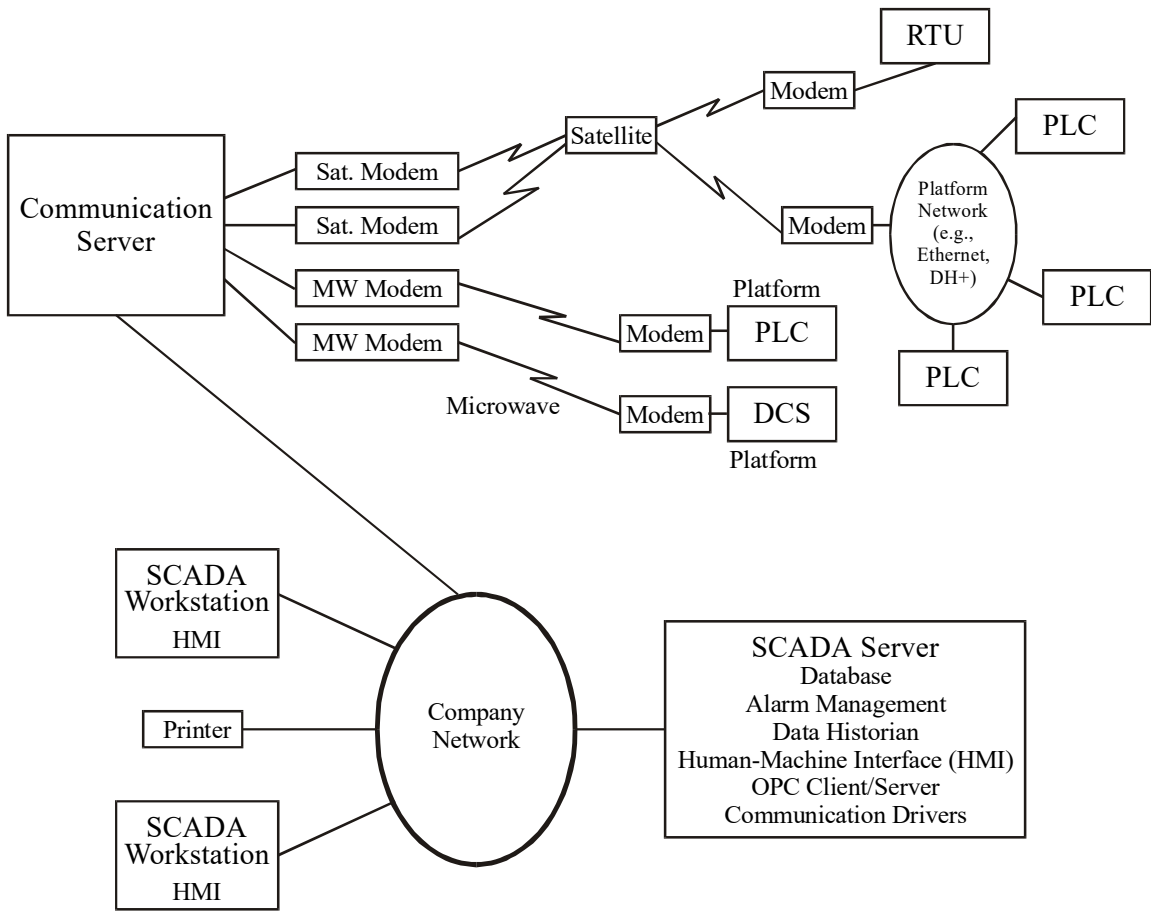 RTU
Modem
PLC
Satellite
Sat. Modem
Communication
Server
Platform
Network
(e.g.,
Ethernet,
DH+)
Sat. Modem
Modem
MW Modem
Platform
PLC
Modem
PLC
MW Modem
PLC
Microwave
Modem
DCS
Platform
SCADA
Workstation
HMI
SCADA Server
Database
Alarm Management
Data Historian
Human-Machine Interface (HMI)
OPC Client/Server
Communication Drivers
Printer
Company
Network
SCADA
Workstation
HMI